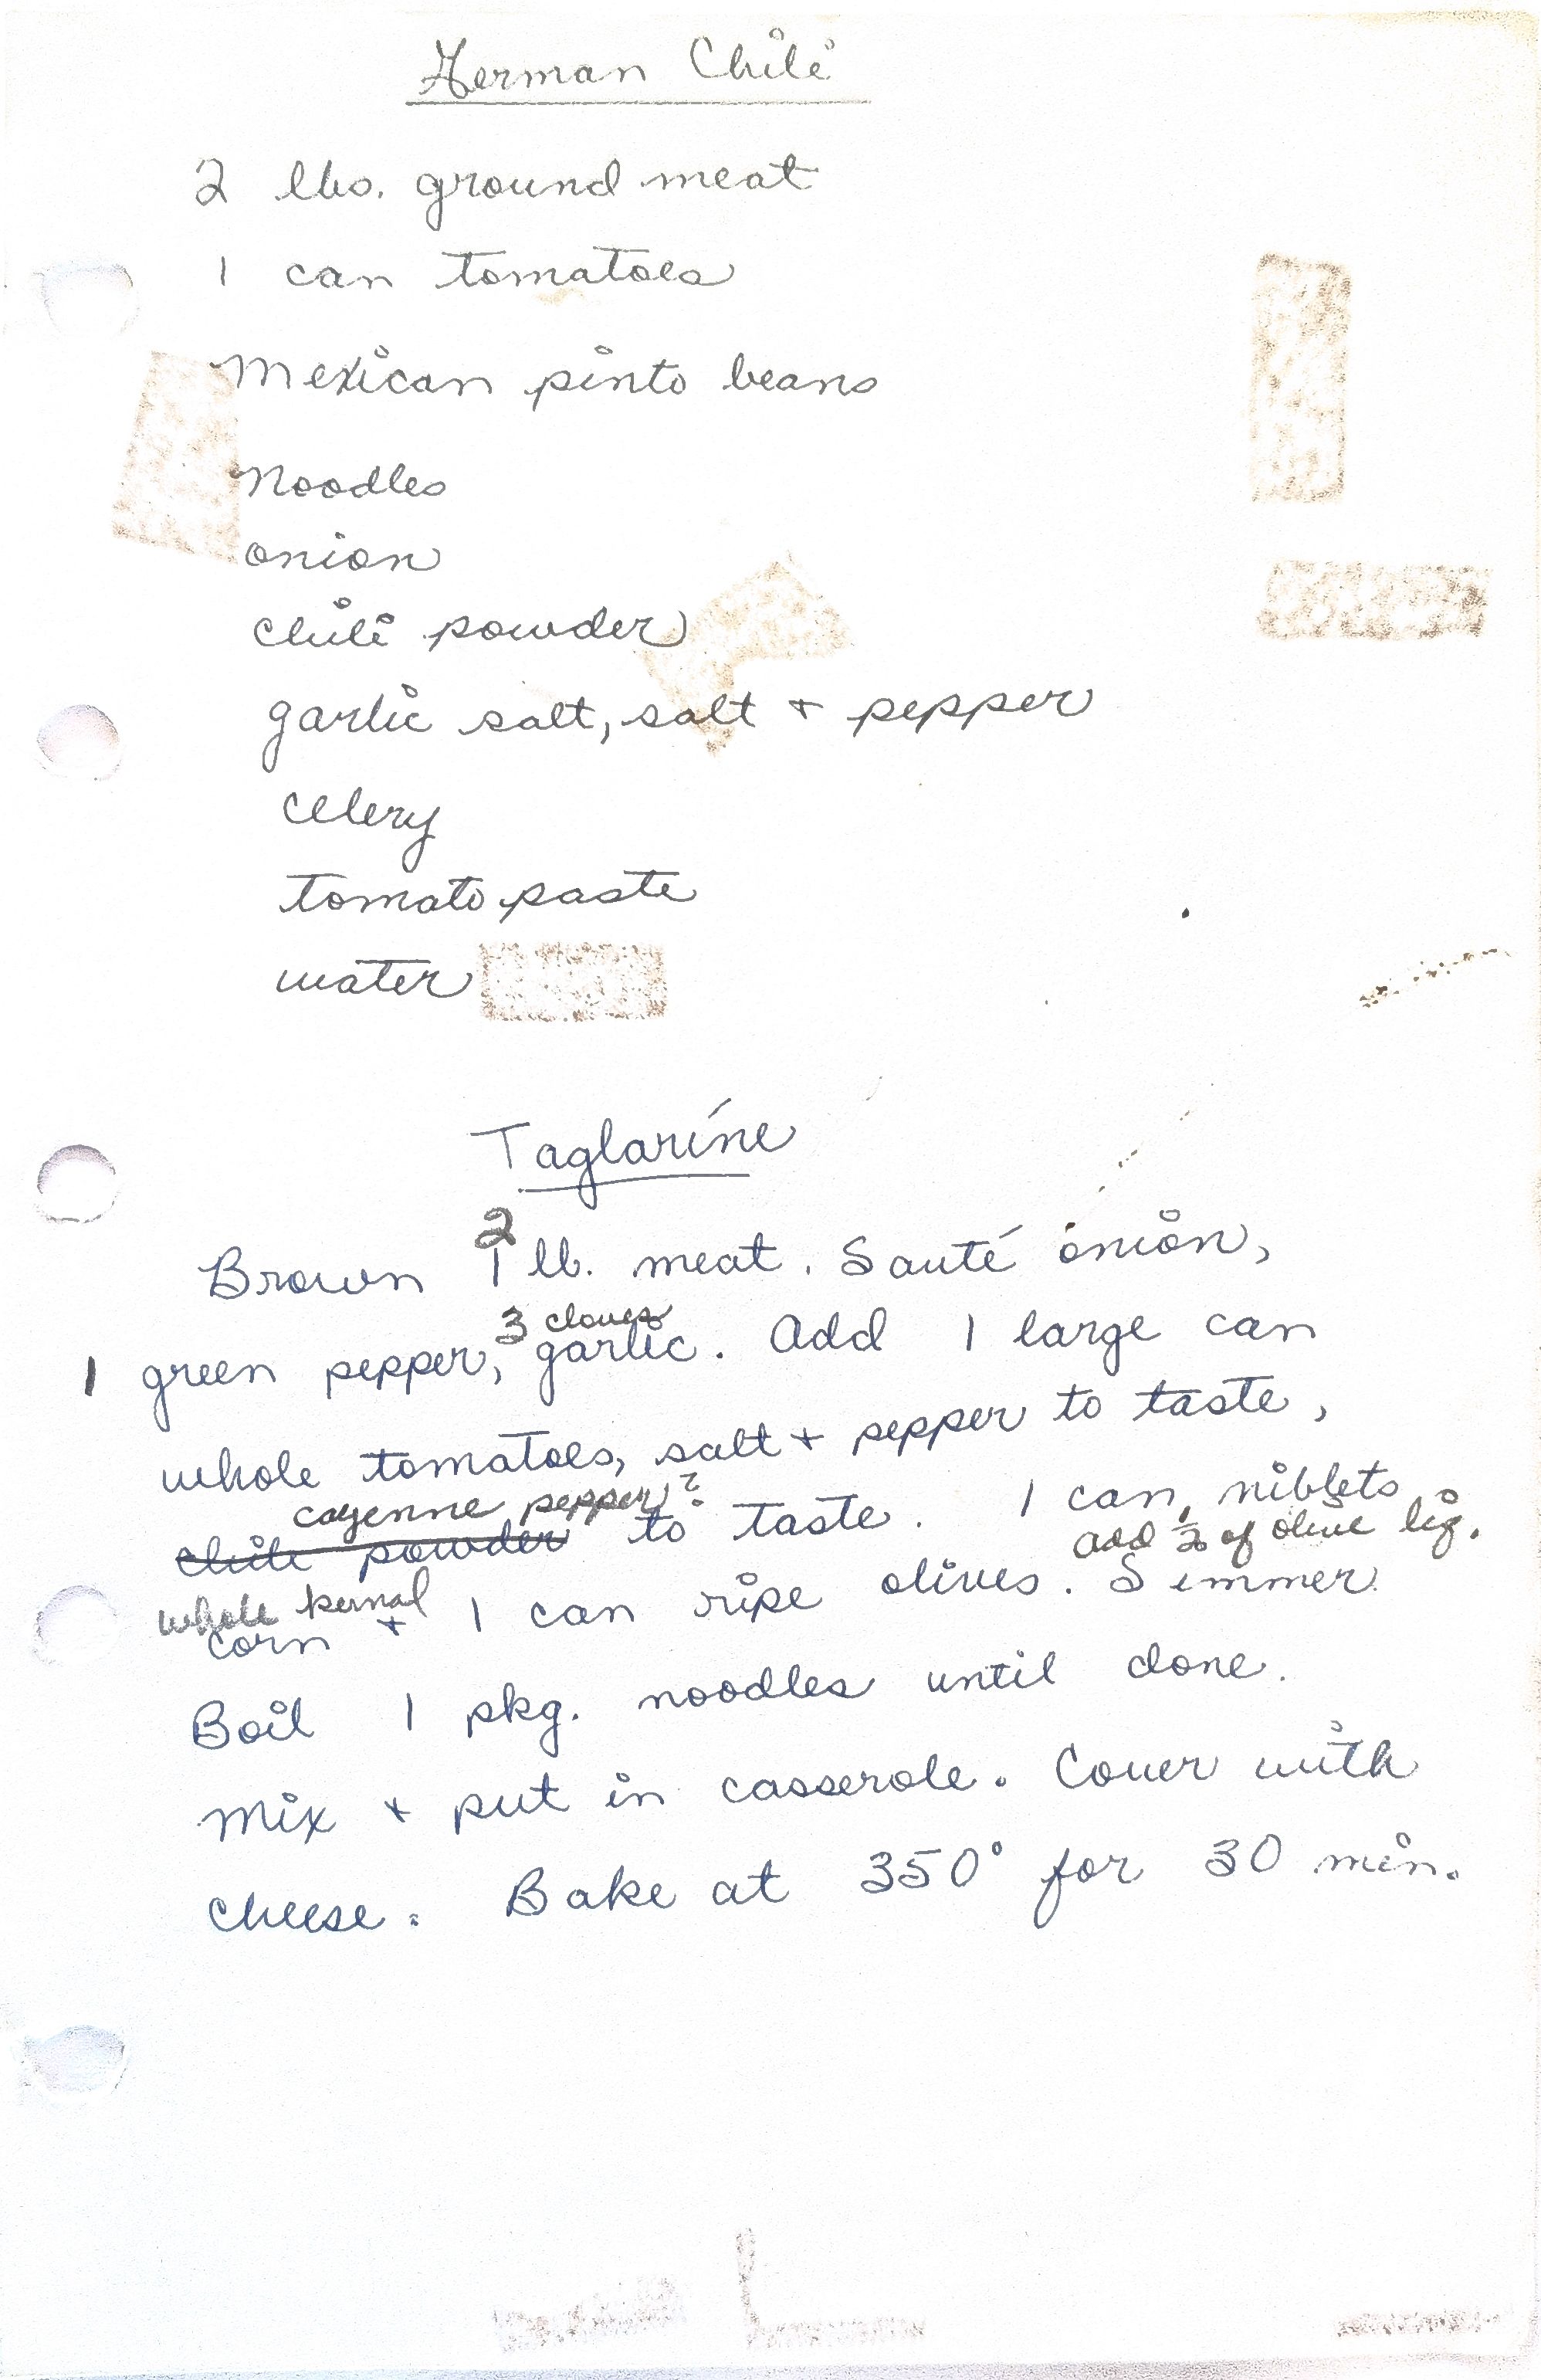 German Chili
2 lbs. ground meat
1 can tomatoes
Mexican pinto beans
Noodles
onion
chili powder
garlic salt, salt + pepper
celery
tomato paste
water
Taglarine
2
Brown 1 lb. meat. Sauté onion,
3 cloves
1 green pepper, garlic. Add 1 large can
whole tomatoes, salt + pepper to taste,
cayenne pepper?
chili powder to taste. 1 can niblets
add ½ of olive liq.
whole kernal
corn + 1 can ripe olives. Simmer.
Boil 1 pkg. noodles until done.
Mix + put in casserole. Cover with
cheese. Bake at 350° for 30 min.